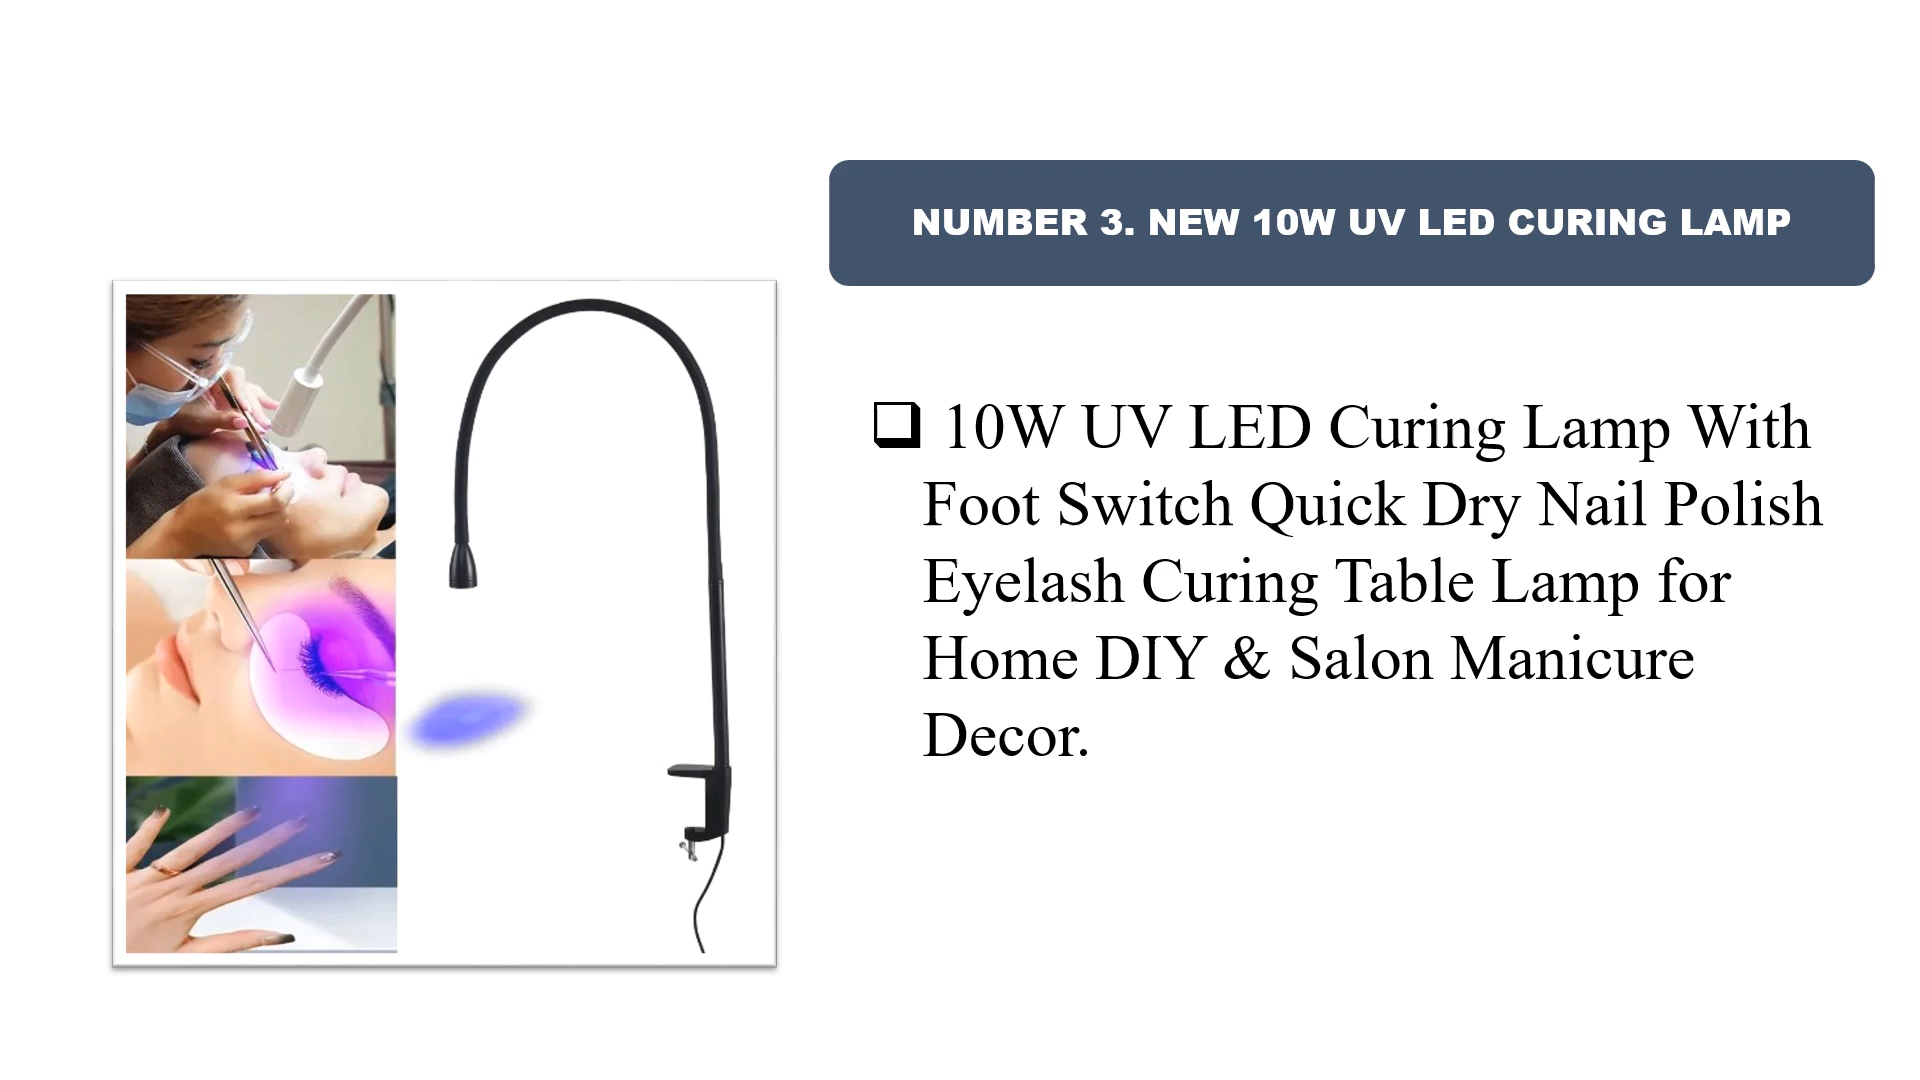 NUMBER 3. NEW 10W UV LED CURING LAMP
10W UV LED Curing Lamp With
Foot Switch Quick Dry Nail Polish
Eyelash Curing Table Lamp for
Home DIY & Salon Manicure
Decor.